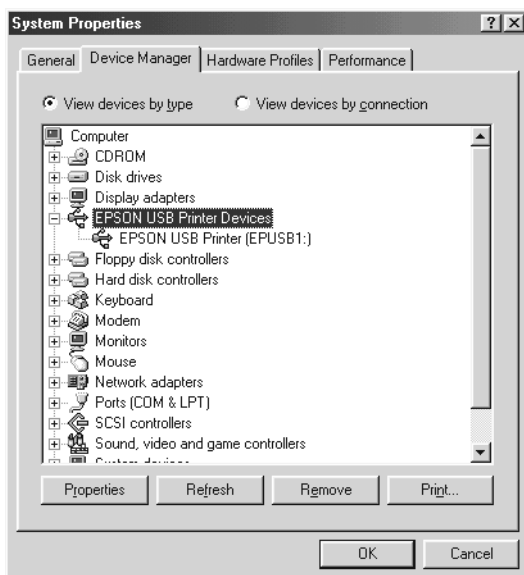 System Properties
General Device Manager Hardware Profiles Performance
View devices by type View devices by connection
Computer
CDROM
Disk drives
Display adapters
EPSON USB Printer Devices
EPSON USB Printer (EPUSB1:)
Floppy disk controllers
Hard disk controllers
Keyboard
Modem
Monitors
Mouse
Network adapters
Ports (COM & LPT)
SCSI controllers
Sound, video and game controllers
Properties Refresh Remove Print...
OK Cancel